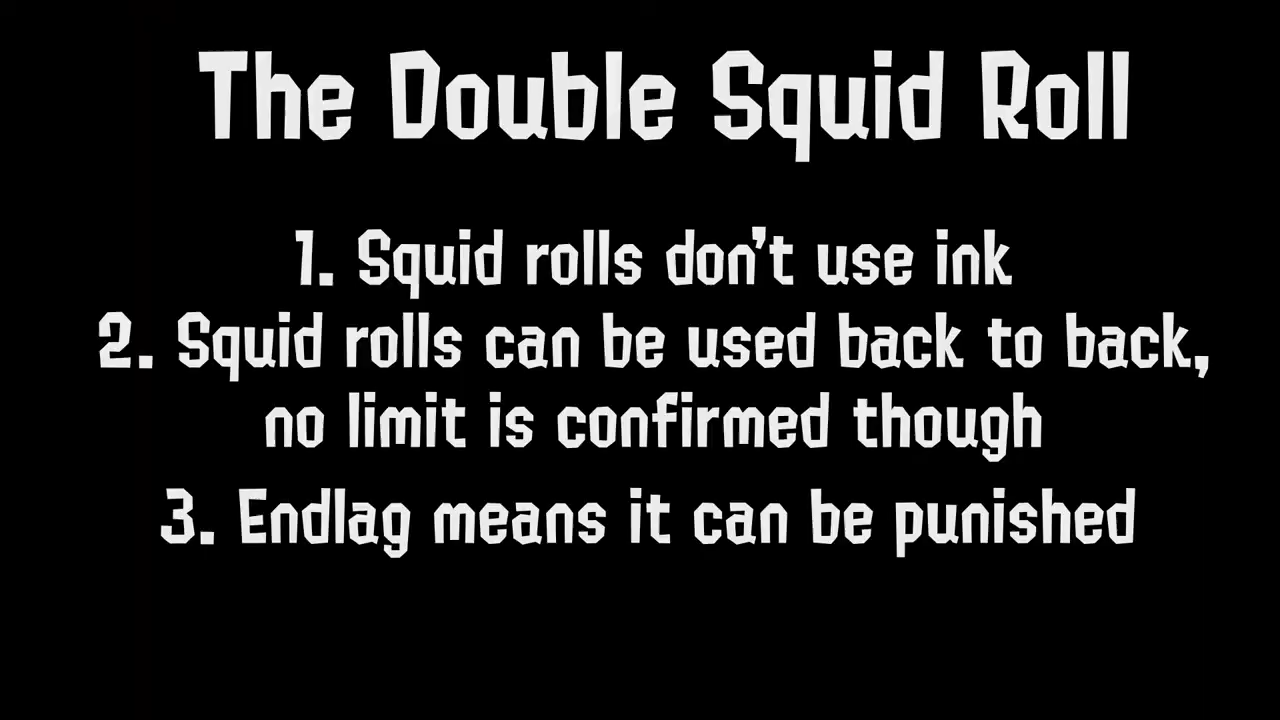 The Double Squid Roll
1. Squid rolls don't use ink
2. Squid rolls can be used back to back,
no limit is confirmed though
3. Endlag means it can be punished